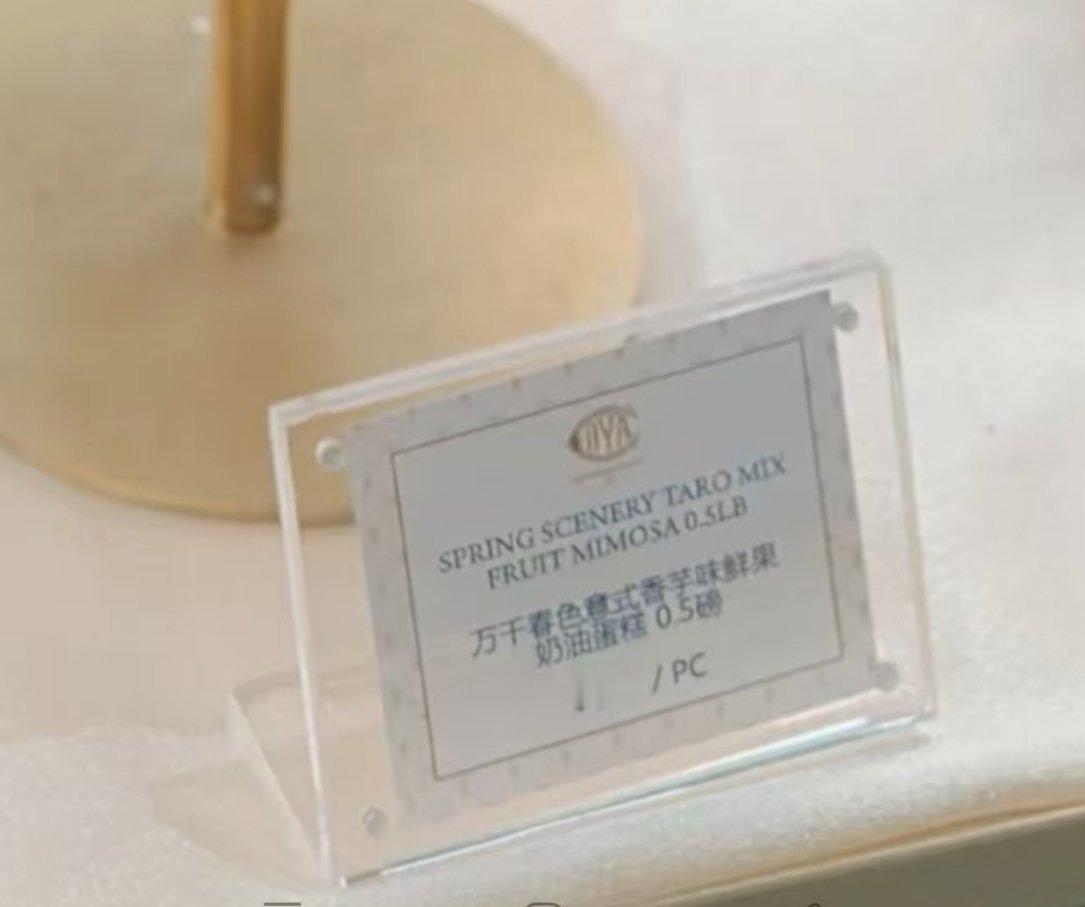 SPRING SCENERY TARO MIX
FRUIT MIMOSA 0.5LB
万千春色意式香芋味鲜果
奶油蛋糕 0.5磅
/ PC